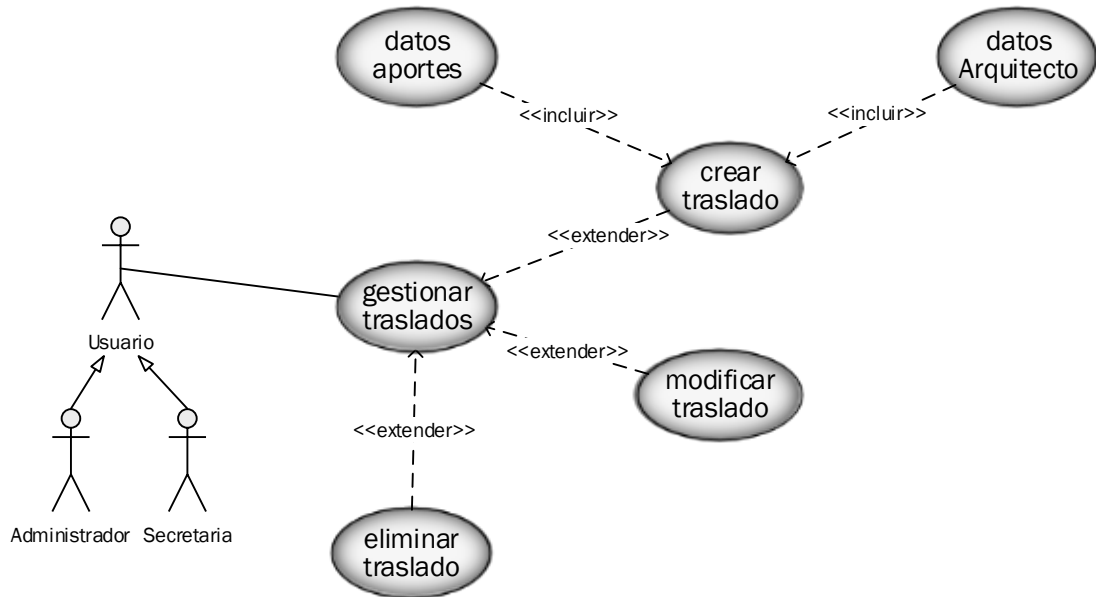 datos
aportes
datos
Arquitecto
<<incluir>>
<<incluir>>
crear
traslado
<<extender>>
gestionar
traslados
Usuario
<<extender>>
modificar
traslado
<<extender>>
Administrador
Secretaria
eliminar
traslado